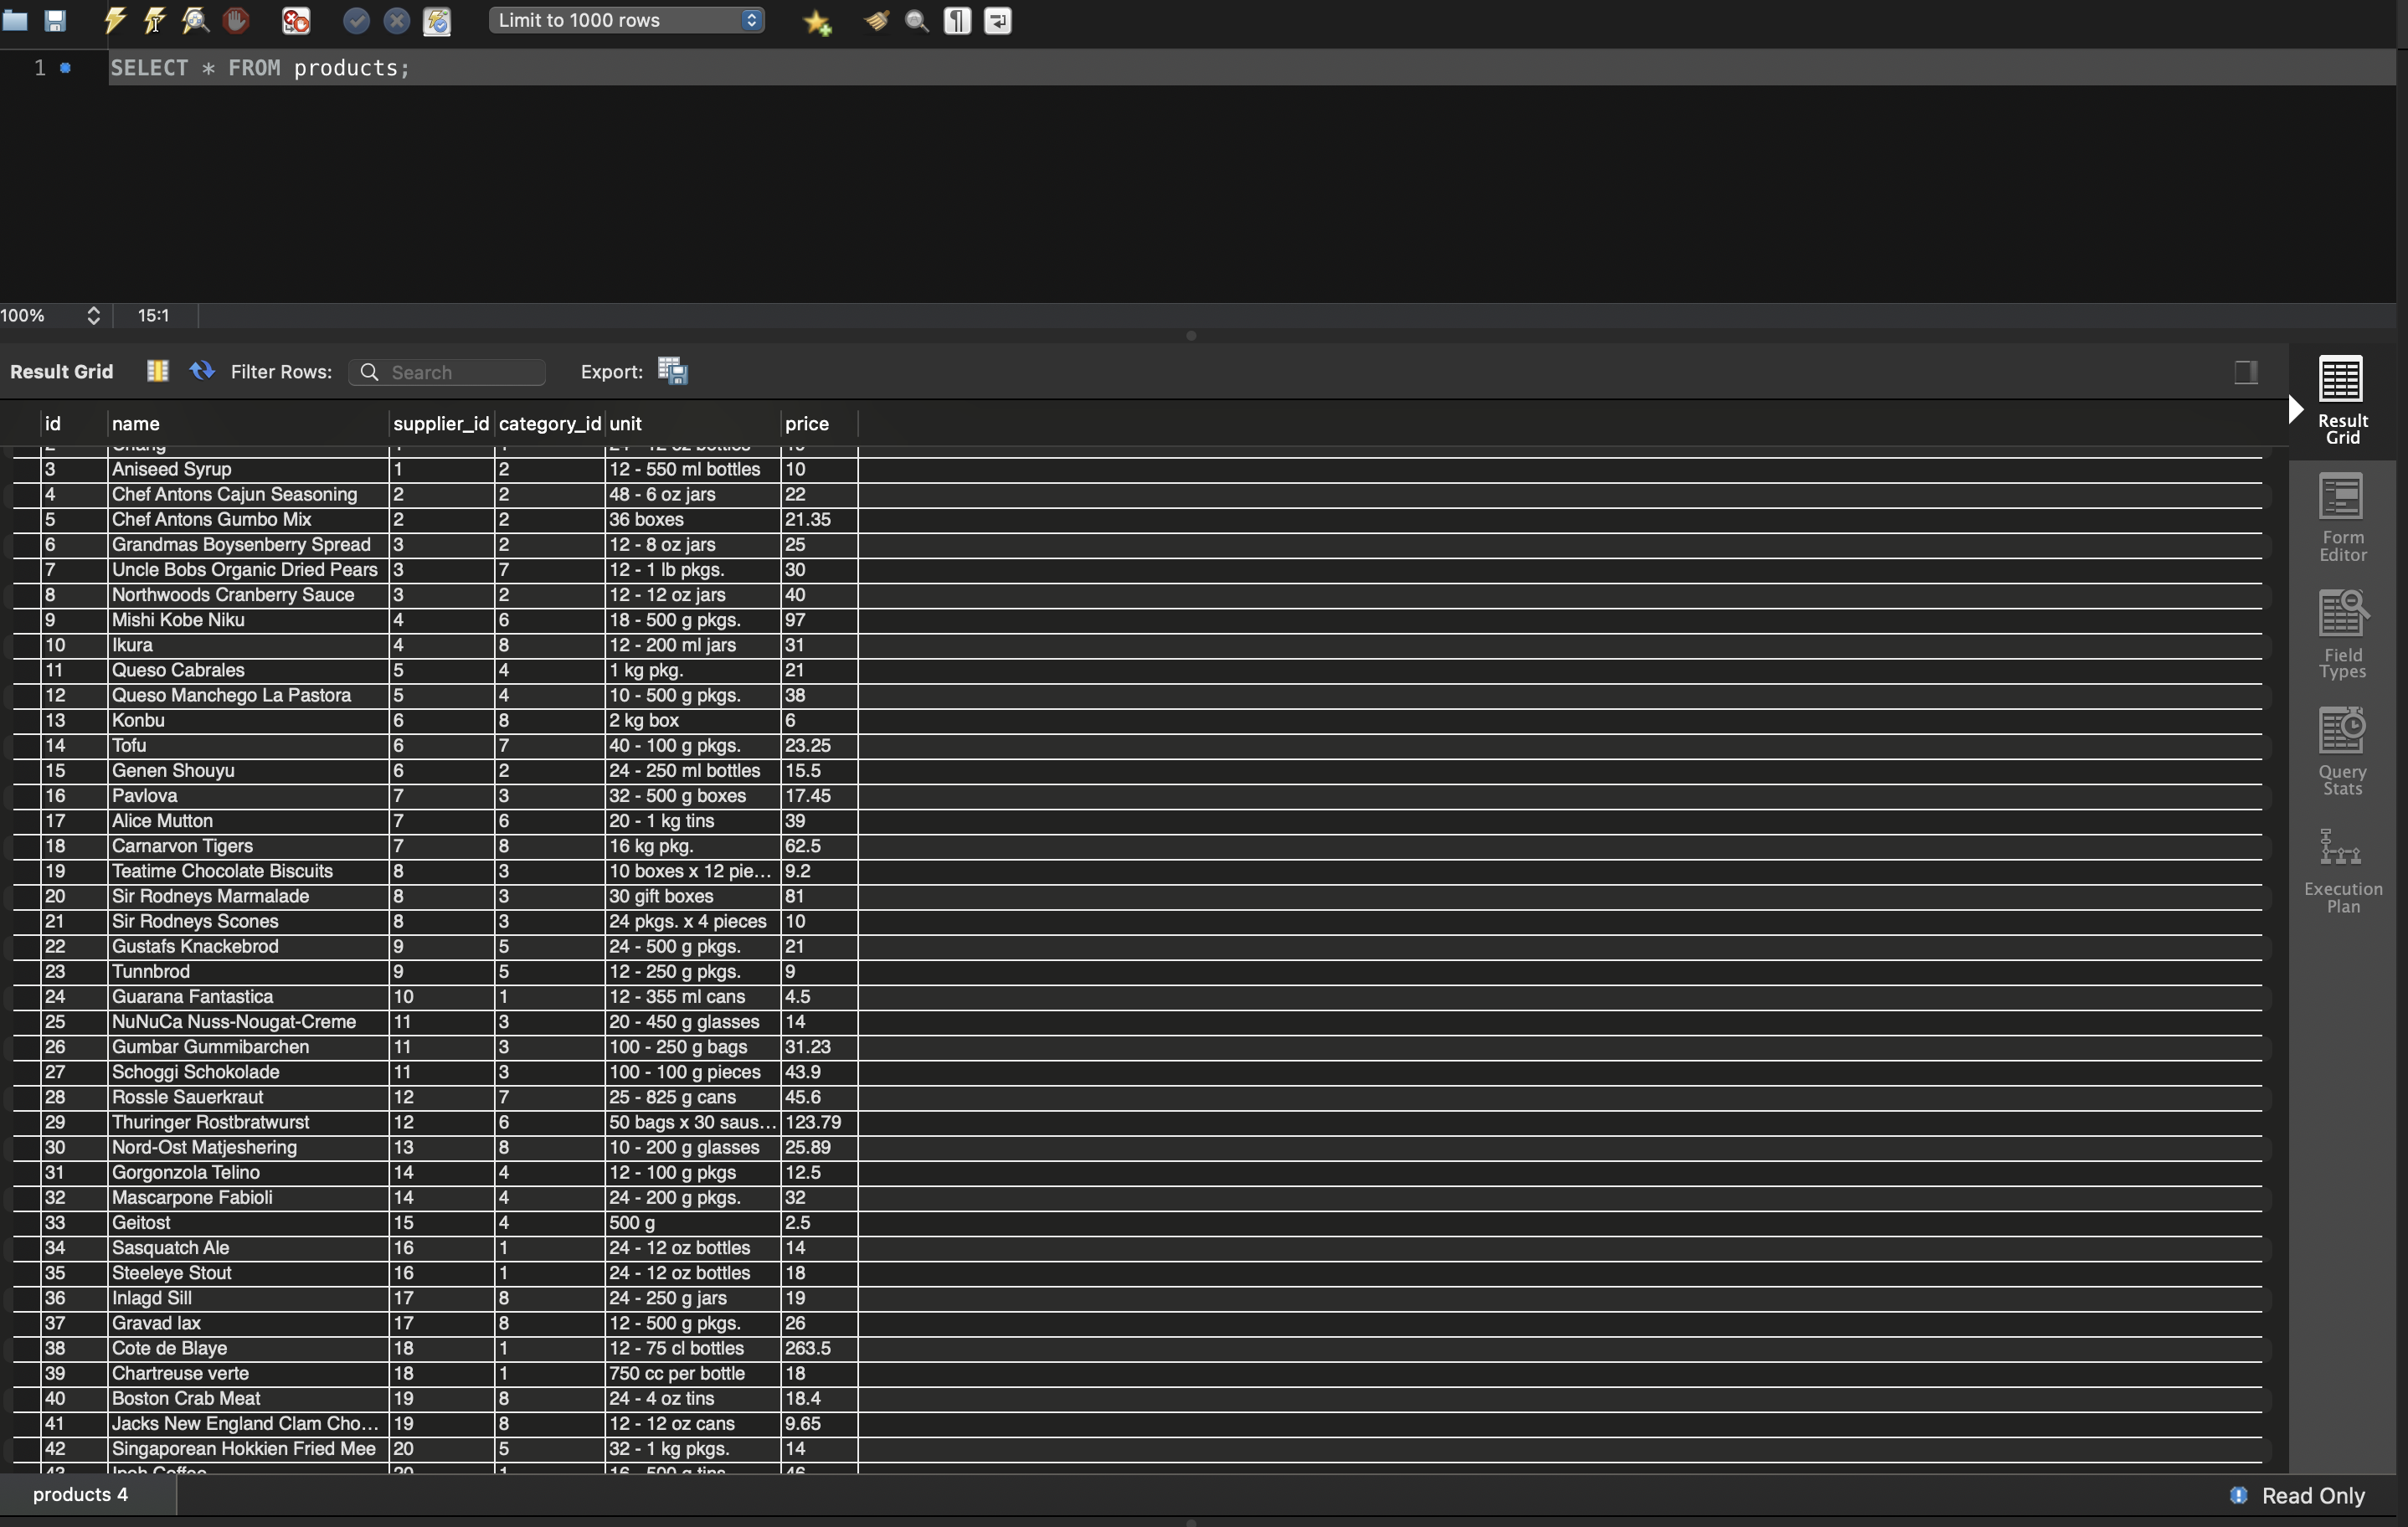 Limit to 1000 rows
1 SELECT * FROM products;
100% 15:1
Result Grid Filter Rows: Search Export:
id name supplier_id category_id unit price
3 Aniseed Syrup 1 2 12 - 550 ml bottles 10
4 Chef Antons Cajun Seasoning 2 2 48 - 6 oz jars 22
5 Chef Antons Gumbo Mix 2 2 36 boxes 21.35
6 Grandmas Boysenberry Spread 3 2 12 - 8 oz jars 25
7 Uncle Bobs Organic Dried Pears 3 7 12 - 1 lb pkgs. 30
8 Northwoods Cranberry Sauce 3 2 12 - 12 oz jars 40
9 Mishi Kobe Niku 4 6 18 - 500 g pkgs. 97
10 Ikura 4 8 12 - 200 ml jars 31
11 Queso Cabrales 5 4 1 kg pkg. 21
12 Queso Manchego La Pastora 5 4 10 - 500 g pkgs. 38
13 Konbu 6 8 2 kg box 6
14 Tofu 6 7 40 - 100 g pkgs. 23.25
15 Genen Shouyu 6 2 24 - 250 ml bottles 15.5
16 Pavlova 7 3 32 - 500 g boxes 17.45
17 Alice Mutton 7 6 20 - 1 kg tins 39
18 Carnarvon Tigers 7 8 16 kg pkg. 62.5
19 Teatime Chocolate Biscuits 8 3 10 boxes x 12 pie... 9.2
20 Sir Rodneys Marmalade 8 3 30 gift boxes 81
21 Sir Rodneys Scones 8 3 24 pkgs. x 4 pieces 10
22 Gustafs Knackebrod 9 5 24 - 500 g pkgs. 21
23 Tunnbrod 9 5 12 - 250 g pkgs. 9
24 Guarana Fantastica 10 1 12 - 355 ml cans 4.5
25 NuNuCa Nuss-Nougat-Creme 11 3 20 - 450 g glasses 14
26 Gumbar Gummibarchen 11 3 100 - 250 g bags 31.23
27 Schoggi Schokolade 11 3 100 - 100 g pieces 43.9
28 Rossle Sauerkraut 12 7 25 - 825 g cans 45.6
29 Thuringer Rostbratwurst 12 6 50 bags x 30 saus... 123.79
30 Nord-Ost Matjeshering 13 8 10 - 200 g glasses 25.89
31 Gorgonzola Telino 14 4 12 - 100 g pkgs 12.5
32 Mascarpone Fabioli 14 4 24 - 200 g pkgs. 32
33 Geitost 15 4 500 g 2.5
34 Sasquatch Ale 16 1 24 - 12 oz bottles 14
35 Steeleye Stout 16 1 24 - 12 oz bottles 18
36 Inlagd Sill 17 8 24 - 250 g jars 19
37 Gravad lax 17 8 12 - 500 g pkgs. 26
38 Cote de Blaye 18 1 12 - 75 cl bottles 263.5
39 Chartreuse verte 18 1 750 cc per bottle 18
40 Boston Crab Meat 19 8 24 - 4 oz tins 18.4
41 Jacks New England Clam Cho... 19 8 12 - 12 oz cans 9.65
42 Singaporean Hokkien Fried Mee 20 5 32 - 1 kg pkgs. 14
43 Ipoh Coffee 20 1 16 - 500 g tins 46
Result
Grid
Form
Editor
Field
Types
Query
Stats
Execution
Plan
products 4
Read Only